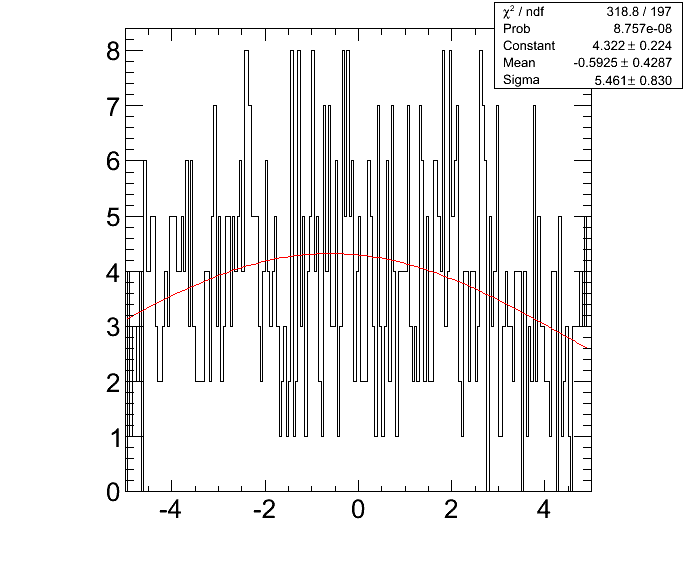 χ² / ndf 318.8 / 197
Prob 8.757e-08
Constant 4.322 ± 0.224
Mean -0.5925 ± 0.4287
Sigma 5.461 ± 0.830
8
7
6
5
4
3
2
1
0
-4 -2 0 2 4